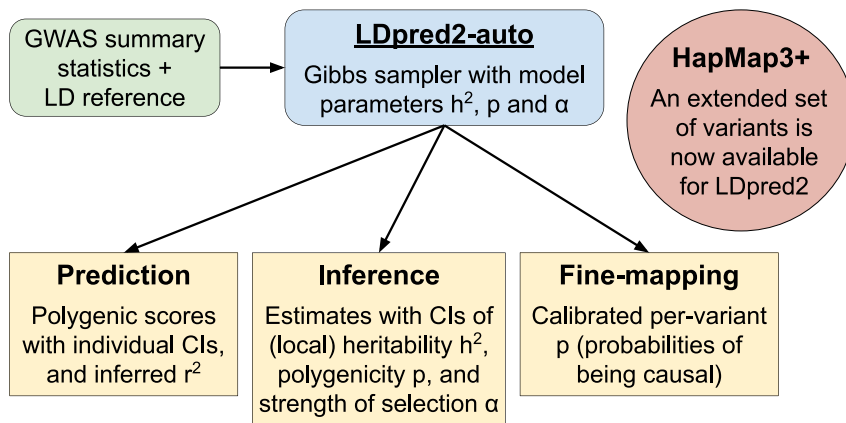 GWAS summary
statistics +
LD reference
LDpred2-auto
Gibbs sampler with model
parameters h², p and α
HapMap3+
An extended set
of variants is
now available
for LDpred2
Prediction
Polygenic scores
with individual CIs,
and inferred r²
Inference
Estimates with CIs of
(local) heritability h²,
polygenicity p, and
strength of selection α
Fine-mapping
Calibrated per-variant
p (probabilities of
being causal)